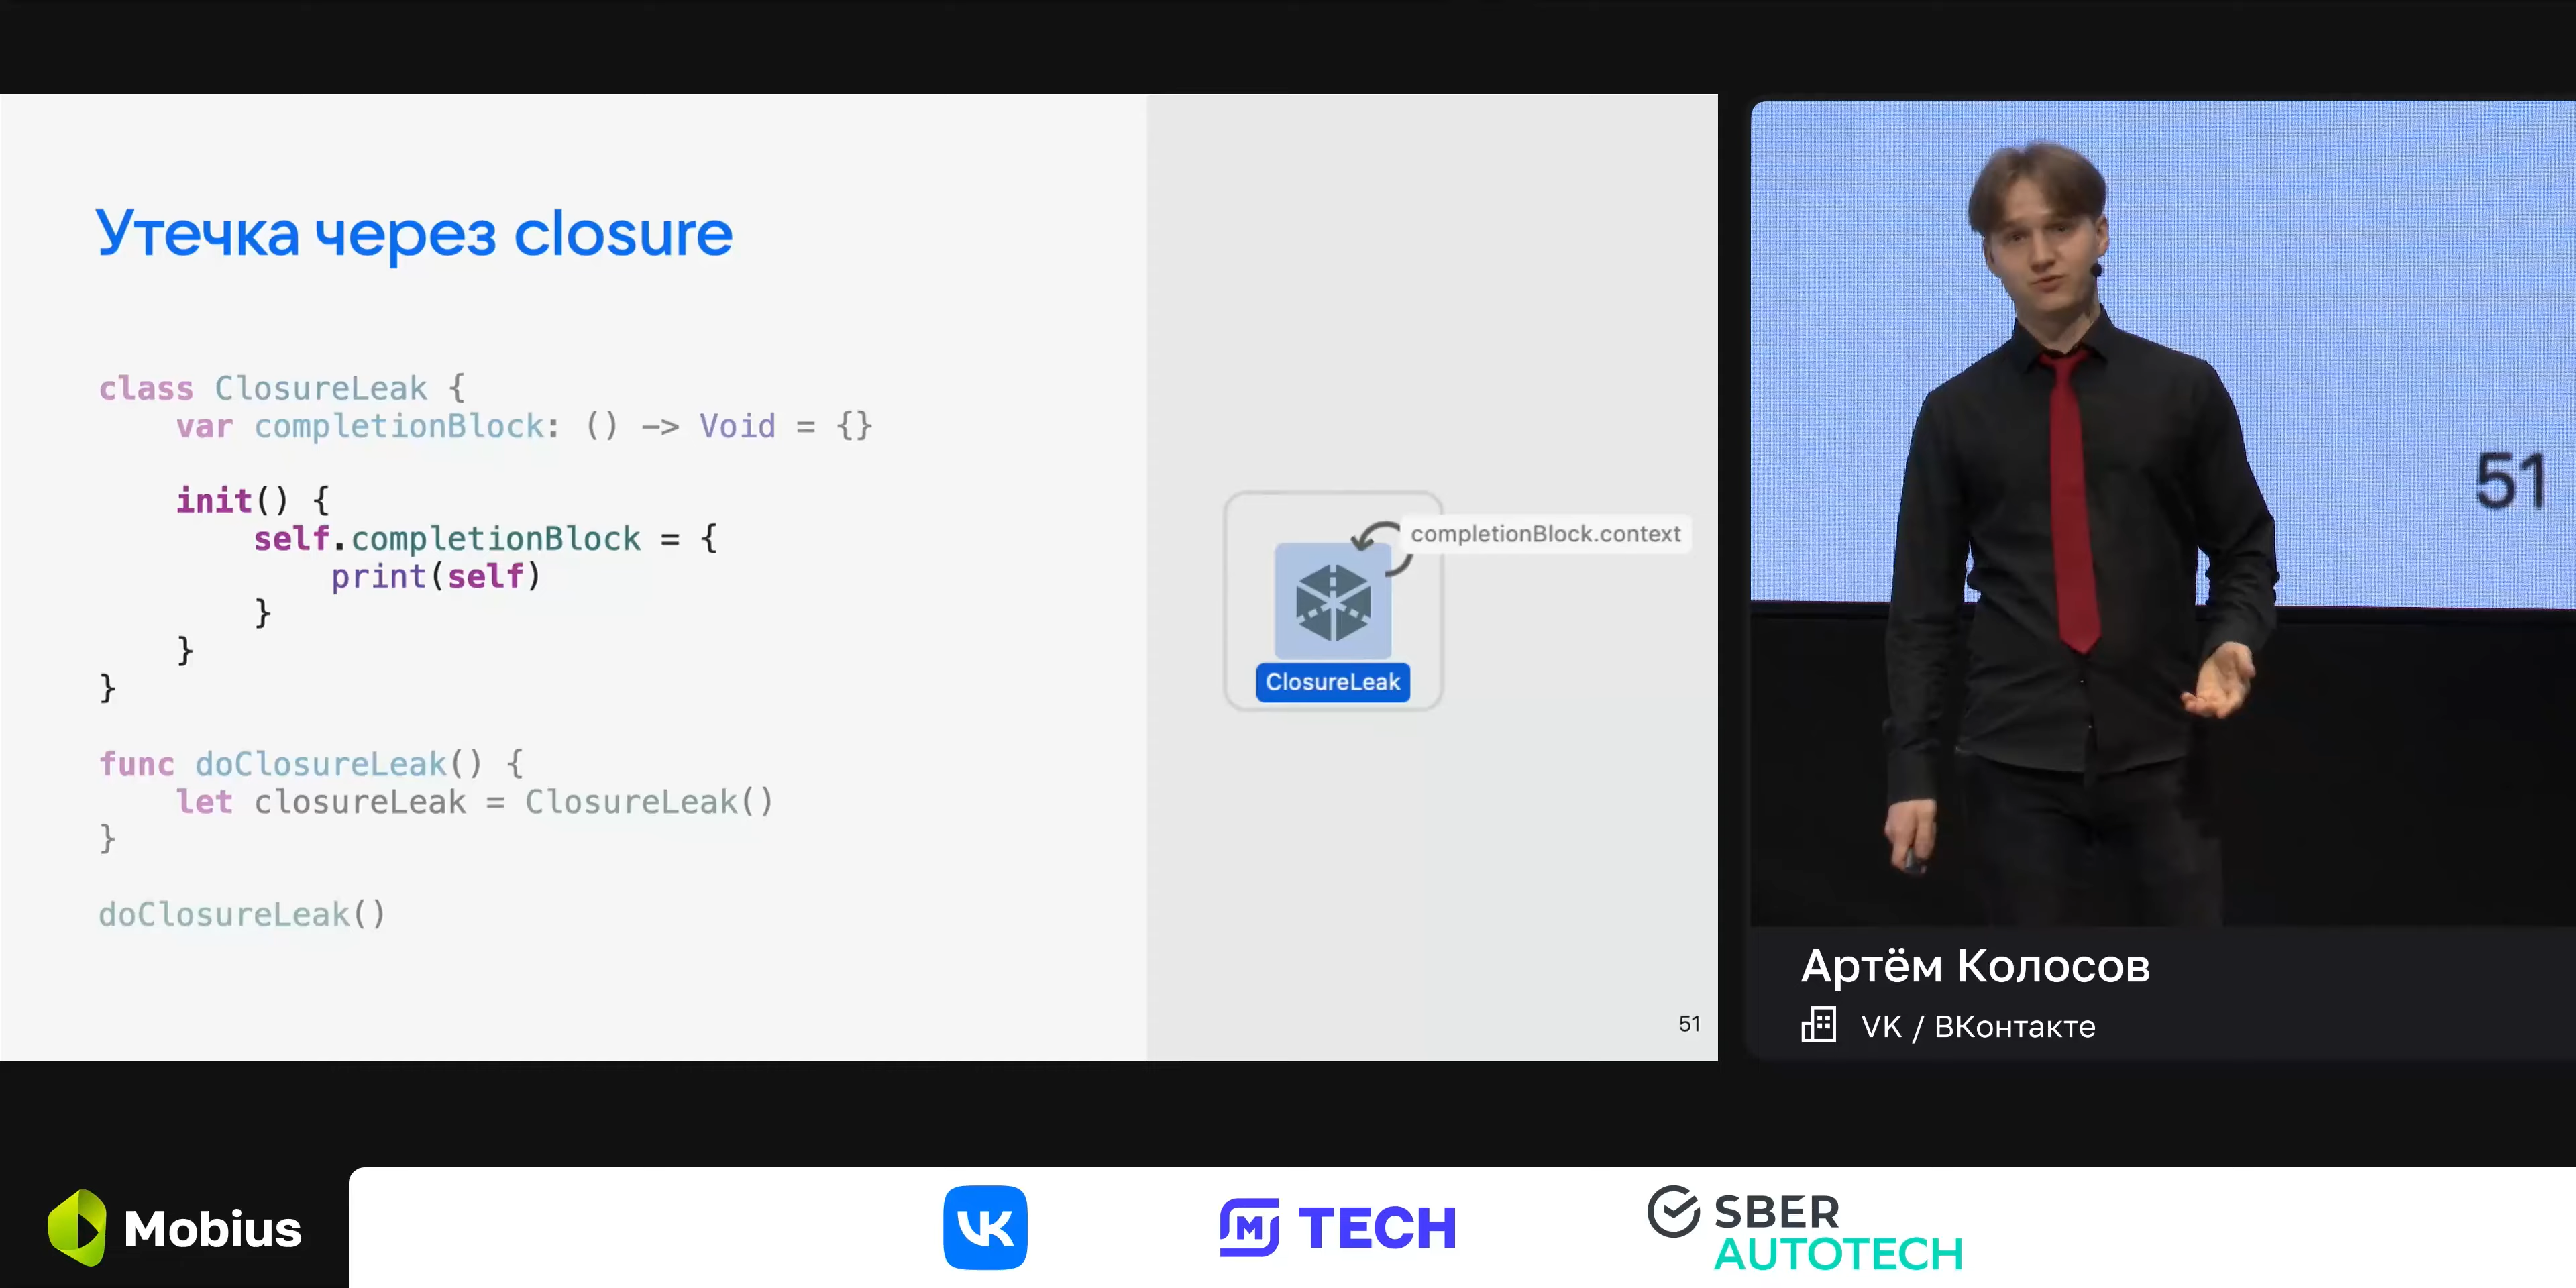 Утечка через closure
class ClosureLeak {
var completionBlock: () -> Void = {}
init() {
self.completionBlock = {
print(self)
}
}
}
func doClosureLeak() {
let closureLeak = ClosureLeak()
}
doClosureLeak()
completionBlock.context
ClosureLeak
51
51
Артём Колосов
VK / ВКонтакте
Mobius
VK
M TECH
SBER
AUTOTECH